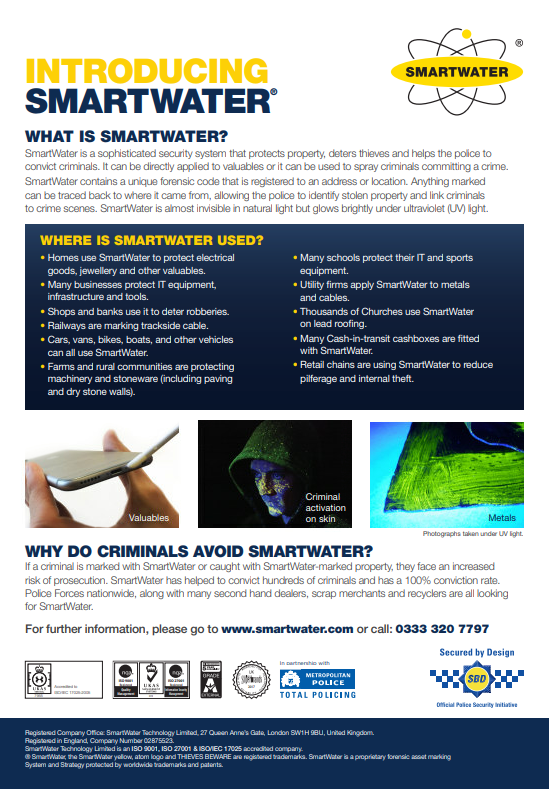 INTRODUCING
SMARTWATER®
SMARTWATER
®
WHAT IS SMARTWATER?
SmartWater is a sophisticated security system that protects property, deters thieves and helps the police to
convict criminals. It can be directly applied to valuables or it can be used to spray criminals committing a crime.
SmartWater contains a unique forensic code that is registered to an address or location. Anything marked
can be traced back to where it came from, allowing the police to identify stolen property and link criminals
to crime scenes. SmartWater is almost invisible in natural light but glows brightly under ultraviolet (UV) light.
WHERE IS SMARTWATER USED?
• Homes use SmartWater to protect electrical
goods, jewellery and other valuables.
• Many businesses protect IT equipment,
infrastructure and tools.
• Shops and banks use it to deter robberies.
• Railways are marking trackside cable.
• Cars, vans, bikes, boats, and other vehicles
can all use SmartWater.
• Farms and rural communities are protecting
machinery and stoneware (including paving
and dry stone walls).
• Many schools protect their IT and sports
equipment.
• Utility firms apply SmartWater to metals
and cables.
• Thousands of Churches use SmartWater
on lead roofing.
• Many Cash-in-transit cashboxes are fitted
with SmartWater.
• Retail chains are using SmartWater to reduce
pilferage and internal theft.
Valuables
Criminal
activation
on skin
Metals
Photographs taken under UV light.
WHY DO CRIMINALS AVOID SMARTWATER?
If a criminal is marked with SmartWater or caught with SmartWater-marked property, they face an increased
risk of prosecution. SmartWater has helped to convict hundreds of criminals and has a 100% conviction rate.
Police Forces nationwide, along with many second hand dealers, scrap merchants and recyclers are all looking
for SmartWater.
For further information, please go to www.smartwater.com or call: 0333 320 7797
UKAS
Accredited to
nqa
ISO 9001
Quality
Management
UKAS
nqa
ISO 27001
Information Security
Management
GRADE
A
EXTERNAL
Superbrands
In partnership with
METROPOLITAN
POLICE
TOTAL POLICING
Secured by Design
SBD
Official Police Security Initiative
Registered Company Office: SmartWater Technology Limited, 27 Queen Anne's Gate, London SW1H 9BU, United Kingdom.
Registered in England, Company Number 02875523.
SmartWater Technology Limited is an ISO 9001, ISO 27001 & ISO/IEC 17025 accredited company.
® SmartWater, the SmartWater yellow, atom logo and THIEVES BEWARE are registered trademarks. SmartWater is a proprietary forensic asset marking
System and Strategy protected by worldwide trademarks and patents.